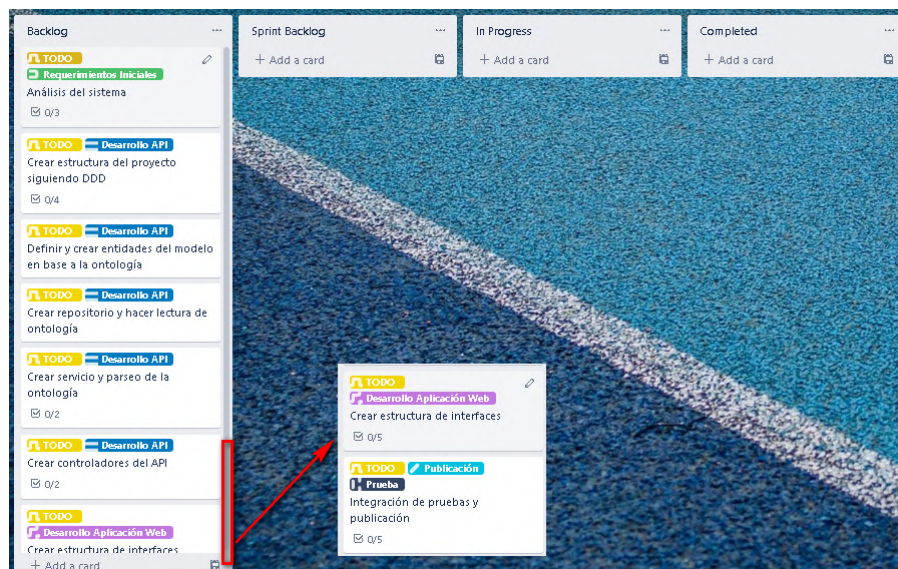 Backlog
TODO
Requerimientos Iniciales
Análisis del sistema
0/3
TODO Desarrollo API
Crear estructura del proyecto
siguiendo DDD
0/4
TODO Desarrollo API
Definir y crear entidades del modelo
en base a la ontología
TODO Desarrollo API
Crear repositorio y hacer lectura de
ontología
TODO Desarrollo API
Crear servicio y parseo de la
ontología
0/2
TODO Desarrollo API
Crear controladores del API
0/2
TODO
Desarrollo Aplicación Web
Crear estructura de interfaces
+ Add a card
Sprint Backlog
+ Add a card
In Progress
+ Add a card
Completed
+ Add a card
TODO
Desarrollo Aplicación Web
Crear estructura de interfaces
0/5
TODO Publicación
Prueba
Integración de pruebas y
publicación
0/5